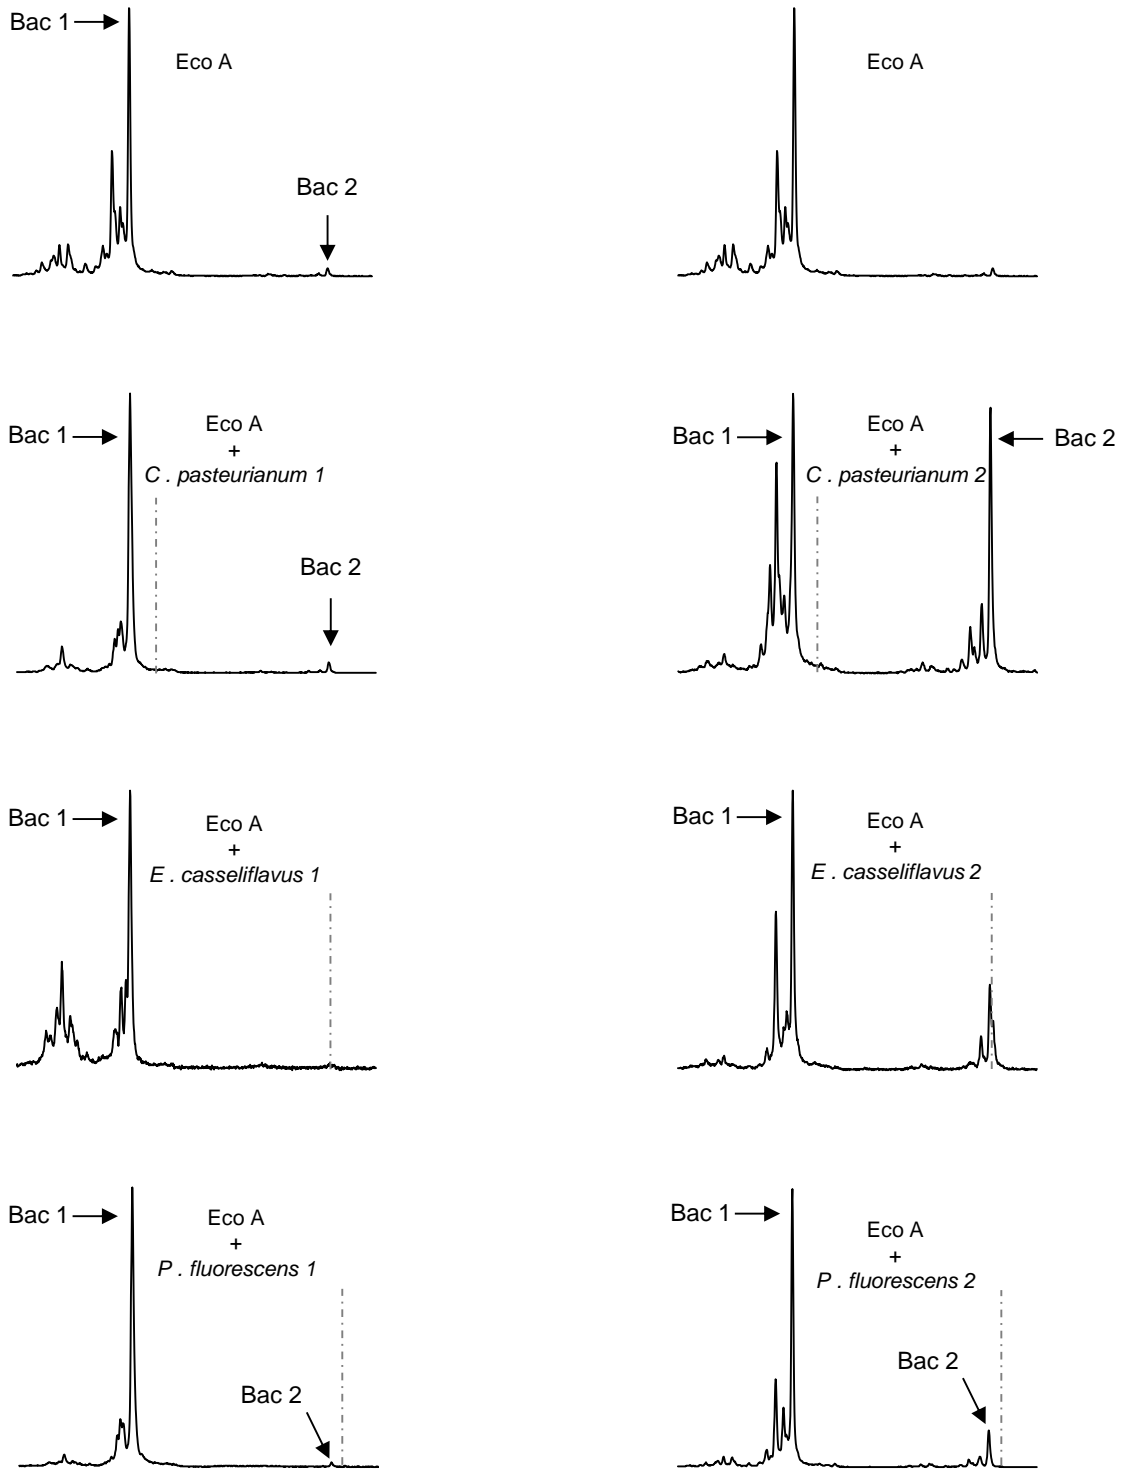 Bac 1
Eco A
Bac 2
Eco A
Bac 1
Eco A
+
C . pasteurianum 1
Bac 2
Bac 1
Eco A
+
C . pasteurianum 2
Bac 2
Bac 1
Eco A
+
E . casseliflavus 1
Bac 1
Eco A
+
E . casseliflavus 2
Bac 1
Eco A
+
P . fluorescens 1
Bac 2
Bac 1
Eco A
+
P . fluorescens 2
Bac 2